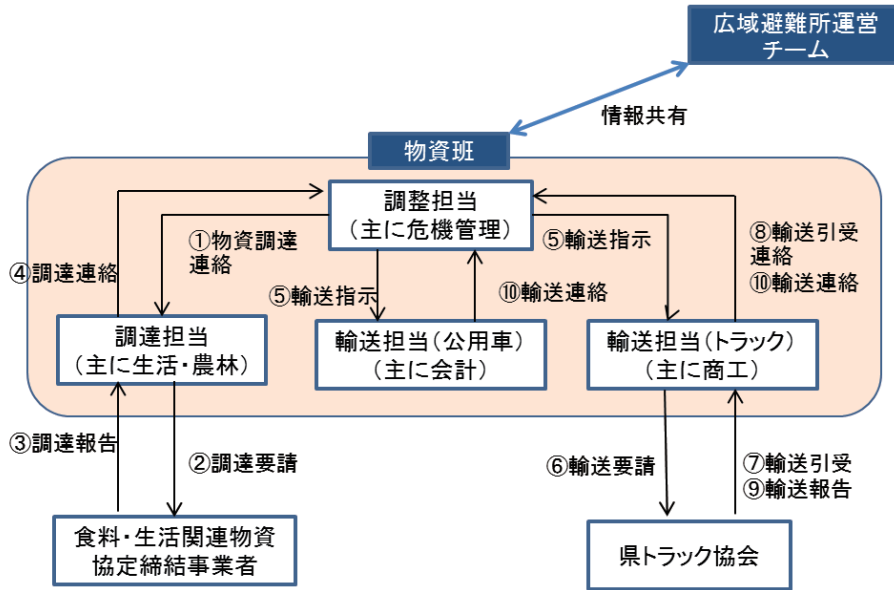 広域避難所運営
チーム
情報共有
物資班
調整担当
(主に危機管理)
①物資調達
連絡
⑤輸送指示
⑧輸送引受
連絡
⑩輸送連絡
④調達連絡
⑤輸送指示
⑩輸送連絡
調達担当
(主に生活・農林)
輸送担当(公用車)
(主に会計)
輸送担当(トラック)
(主に商工)
③調達報告
②調達要請
⑥輸送要請
⑦輸送引受
⑨輸送報告
食料・生活関連物資
協定締結事業者
県トラック協会